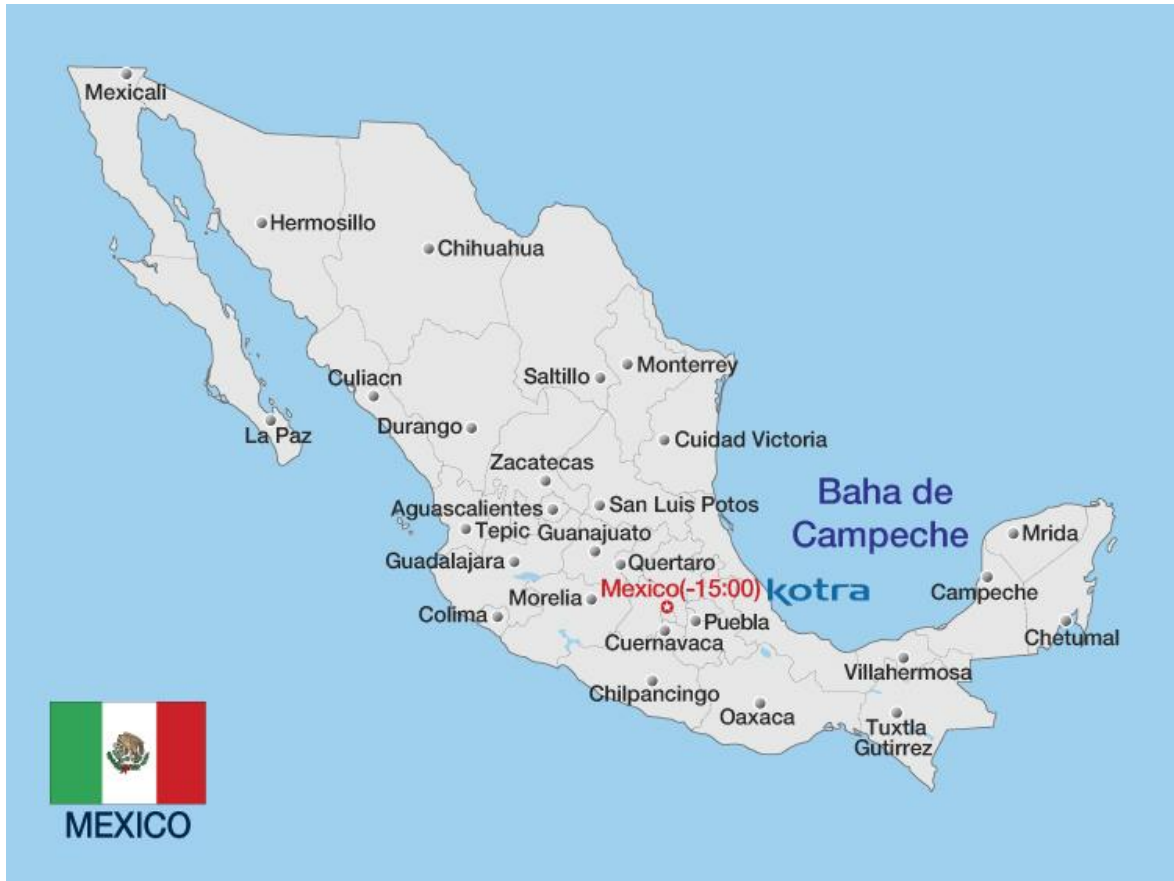 Mexicali
Hermosillo
Chihuahua
Monterrey
Saltillo
Culiacn
Durango
La Paz
Cuidad Victoria
Zacatecas
Baha de
Campeche
Aguascalientes
San Luis Potos
Tepic
Guanajuato
Mrida
Guadalajara
Quertaro
Mexico(-15:00)
kotra
Campeche
Morelia
Colima
Puebla
Chetumal
Cuernavaca
Villahermosa
Chilpancingo
Oaxaca
Tuxtla
Gutirrez
MEXICO